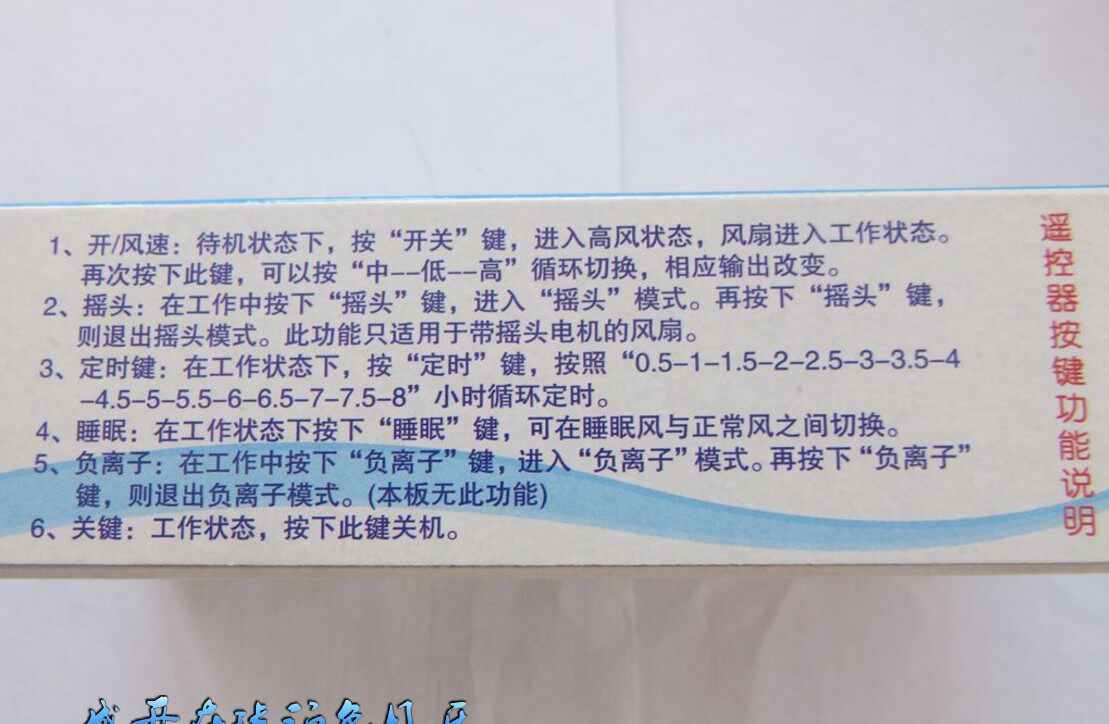 1、开/风速：待机状态下，按“开关”键，进入高风状态，风扇进入工作状态。
再次按下此键，可以按“中--低--高”循环切换，相应输出改变。
2、摇头：在工作中按下“摇头”键，进入“摇头”模式。再按下“摇头”键，
则退出摇头模式。此功能只适用于带摇头电机的风扇。
3、定时键：在工作状态下，按“定时”键，按照“0.5–1–1.5–2–2.5–3–3.5–4
–4.5–5–5.5–6–6.5–7–7.5–8”小时循环定时。
4、睡眠：在工作状态下按下“睡眠”键，可在睡眠风与正常风之间切换。
5、负离子：在工作中按下“负离子”键，进入“负离子”模式。再按下“负离子”
键，则退出负离子模式。(本板无此功能)
6、关键：工作状态，按下此键关机。
遥控器按键功能说明